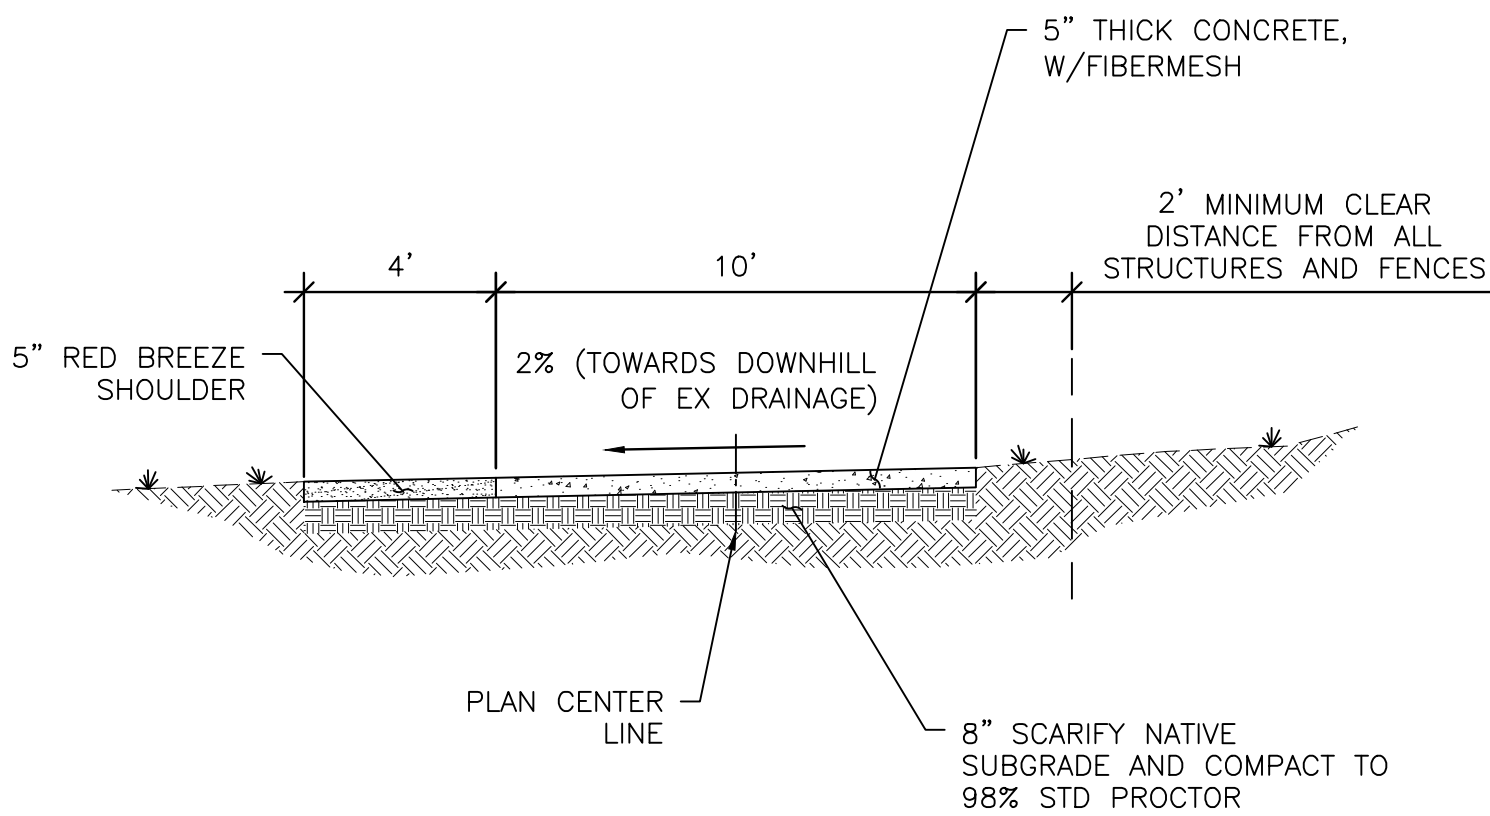 5” THICK CONCRETE,
W/FIBERMESH
2’ MINIMUM CLEAR
DISTANCE FROM ALL
STRUCTURES AND FENCES
4’
10’
5” RED BREEZE
SHOULDER
2% (TOWARDS DOWNHILL
OF EX DRAINAGE)
PLAN CENTER
LINE
8” SCARIFY NATIVE
SUBGRADE AND COMPACT TO
98% STD PROCTOR